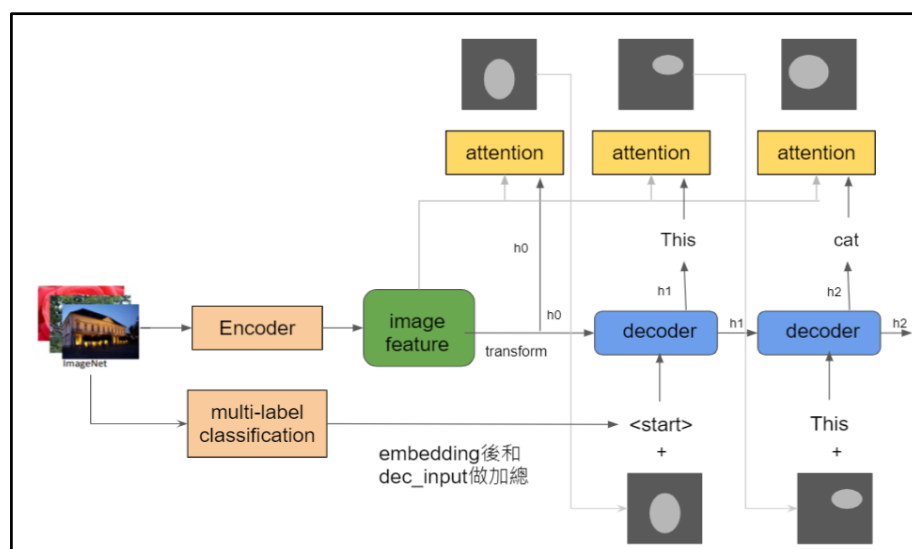 attention
attention
attention
h0
This
cat
h1
h2
ImageNet
Encoder
image
feature
h0
transform
decoder
h1
decoder
h2
multi-label
classification
embedding後和
dec_input做加總
<start>
+
This
+